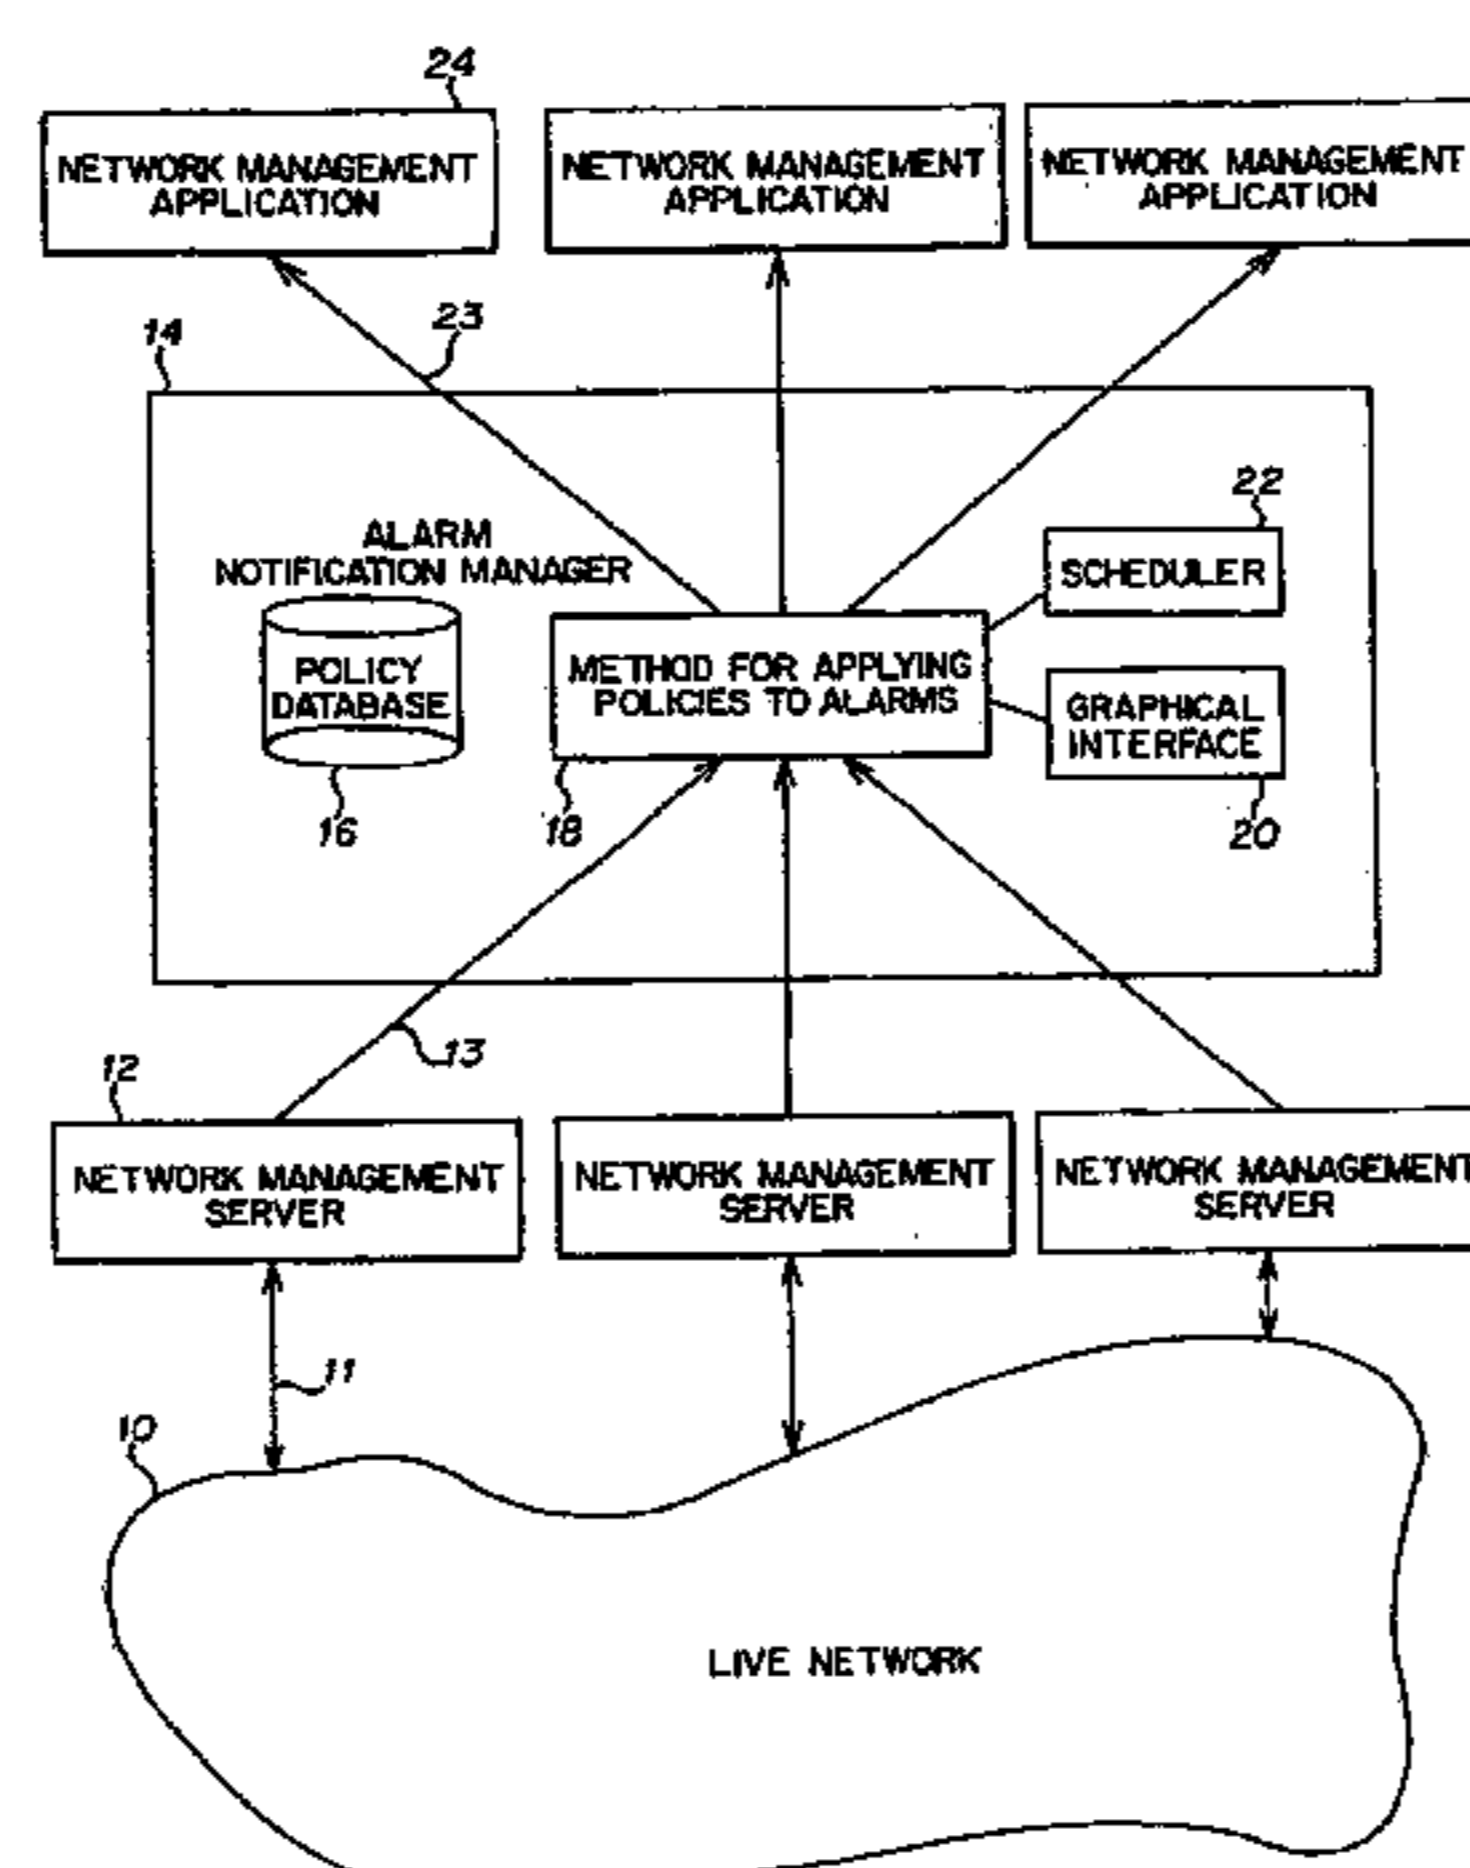 24
NETWORK MANAGEMENT
APPLICATION
NETWORK MANAGEMENT
APPLICATION
NETWORK MANAGEMENT
APPLICATION
14
23
22
ALARM
NOTIFICATION MANAGER
SCHEDULER
POLICY
DATABASE
METHOD FOR APPLYING
POLICIES TO ALARMS
GRAPHICAL
INTERFACE
16
18
20
13
12
NETWORK MANAGEMENT
SERVER
NETWORK MANAGEMENT
SERVER
NETWORK MANAGEMENT
SERVER
11
10
LIVE NETWORK